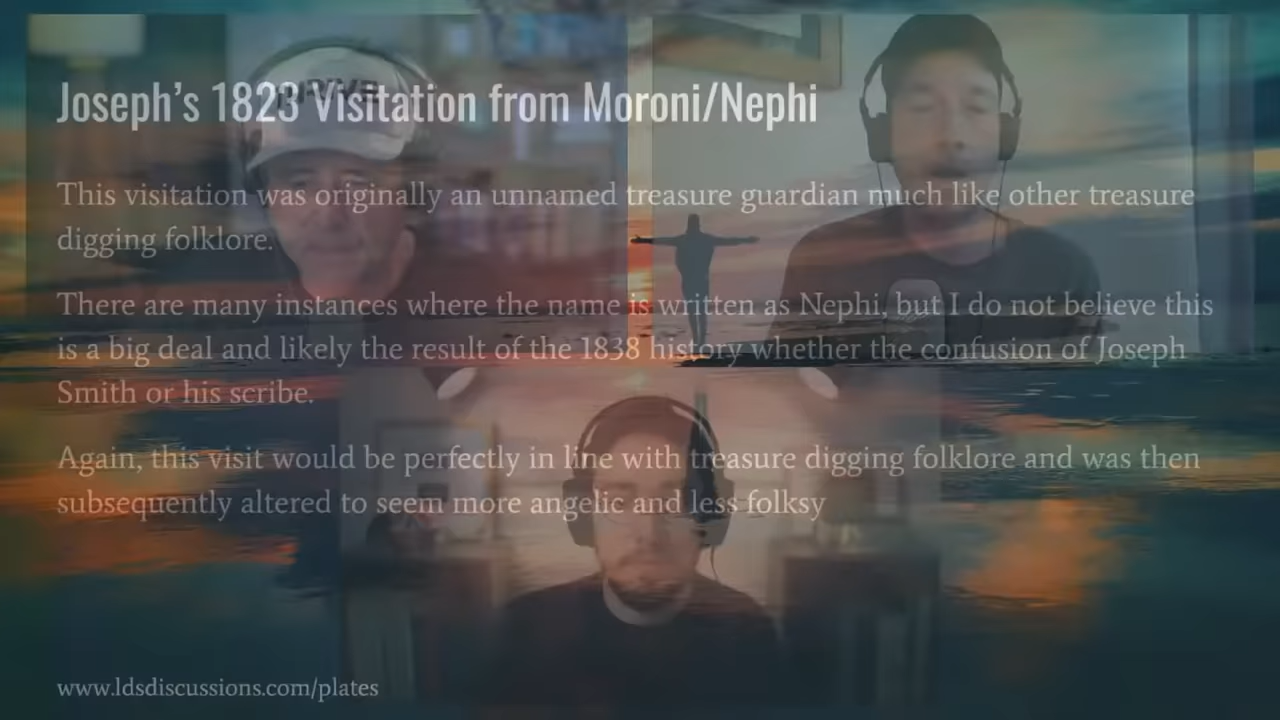 Joseph's 1823 Visitation from Moroni/Nephi
This visitation was originally an unnamed treasure guardian much like other treasure
digging folklore.
There are many instances where the name is written as Nephi, but I do not believe this
is a big deal and likely the result of the 1838 history whether the confusion of Joseph
Smith or his scribe.
Again, this visit would be perfectly in line with treasure digging folklore and was then
subsequently altered to seem more angelic and less folksy
www.ldsdiscussions.com/plates